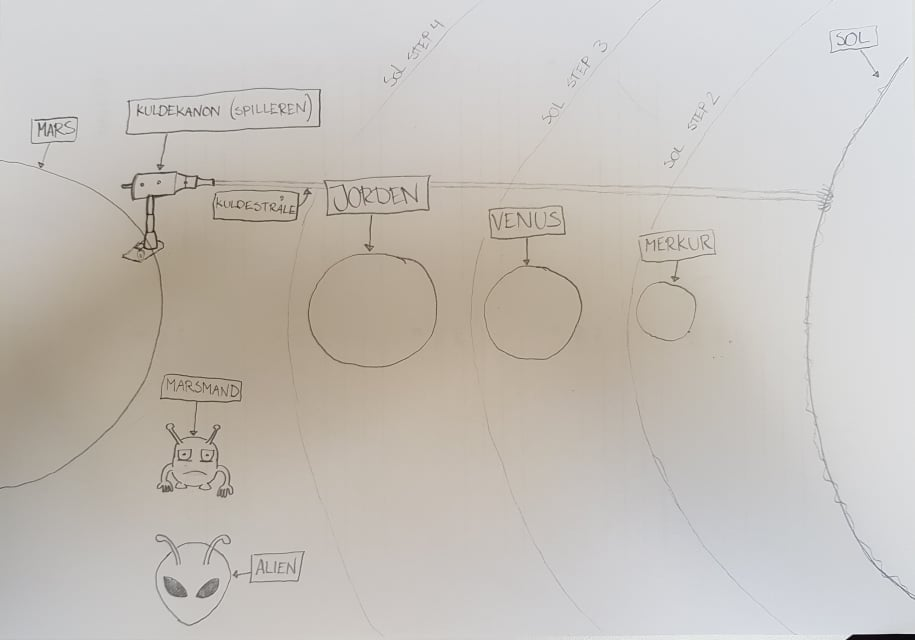 SOL STEP 4
SOL STEP 3
SOL STEP 2
SOL
MARS
KULDEKANON (SPILLEREN)
KULDESTRÅLE
JORDEN
VENUS
MERKUR
MARSMAND
ALIEN